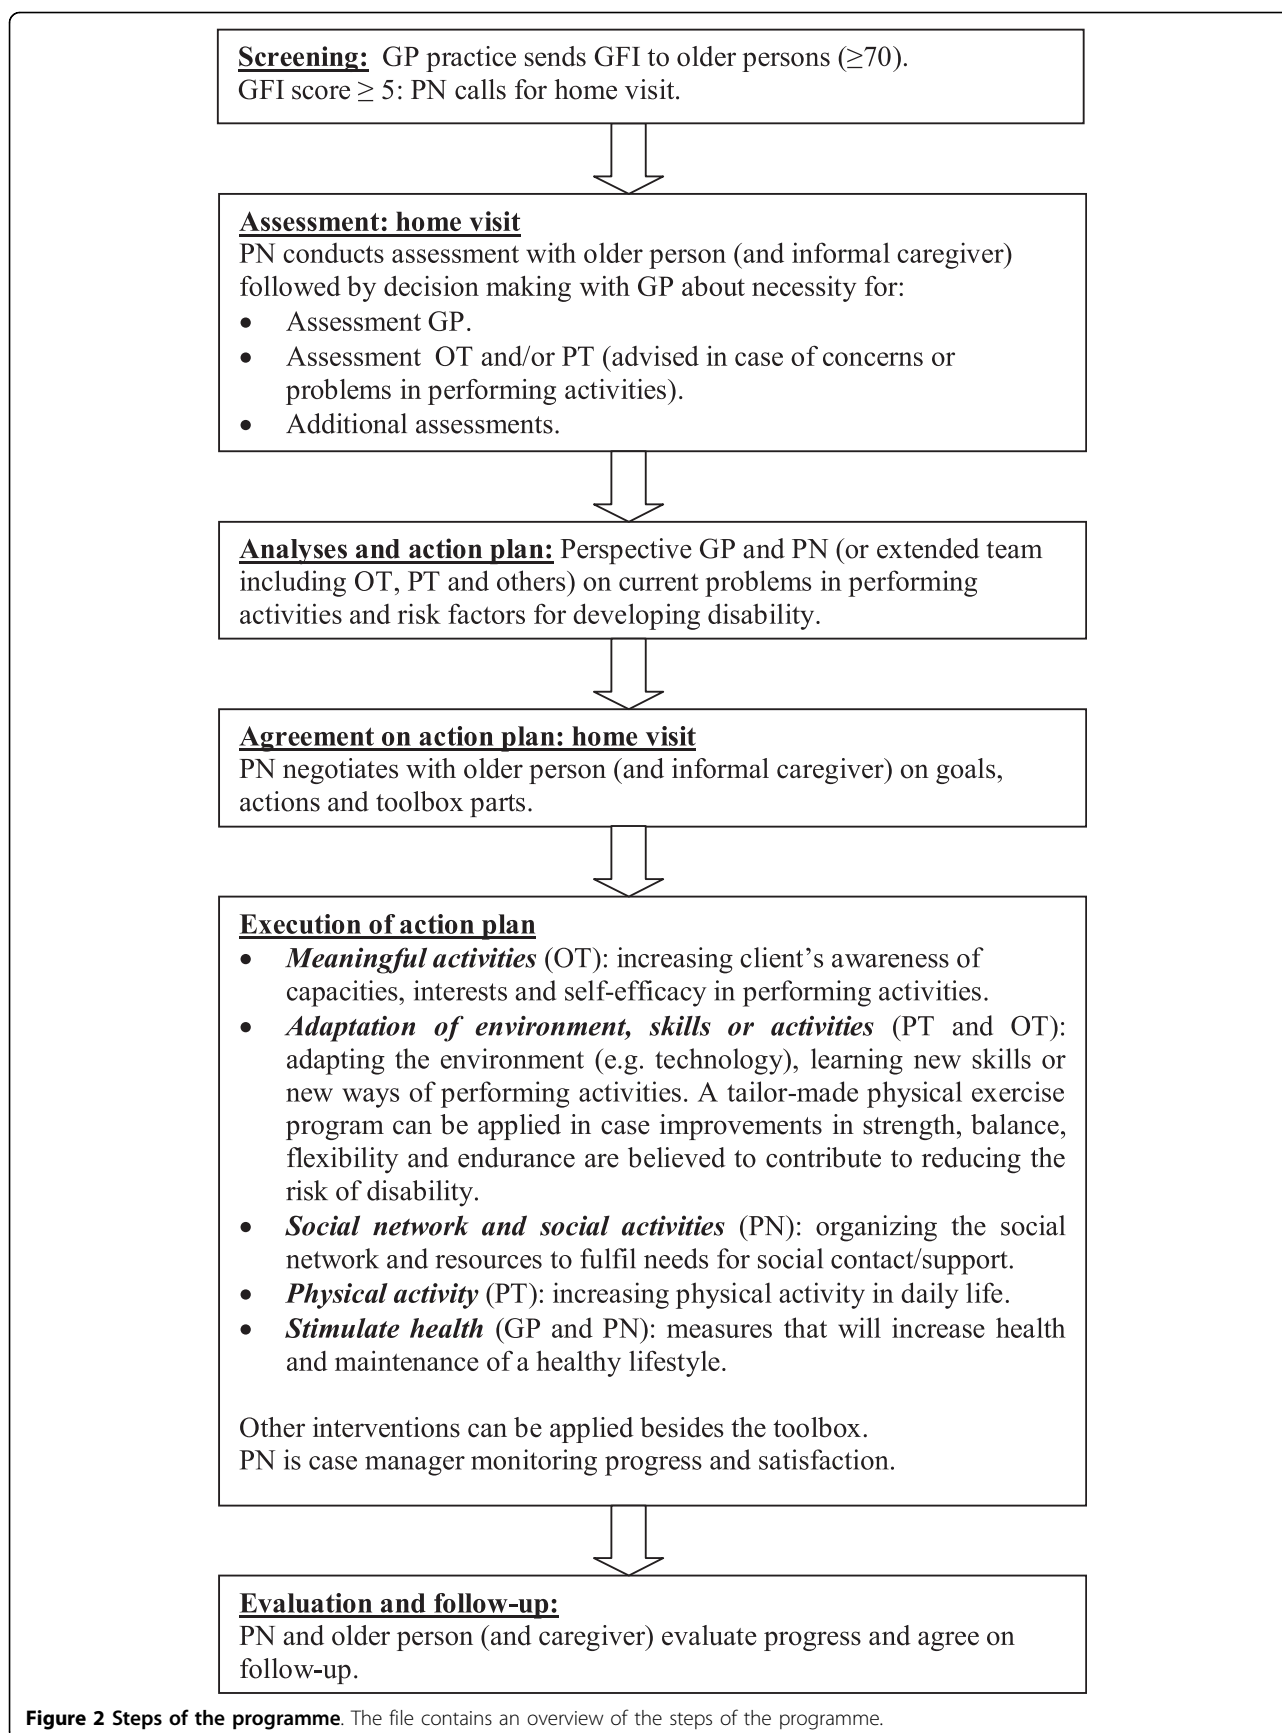 Screening: GP practice sends GFI to older persons (≥70).
GFI score ≥ 5: PN calls for home visit.
Assessment: home visit
PN conducts assessment with older person (and informal caregiver)
followed by decision making with GP about necessity for:
• Assessment GP.
• Assessment OT and/or PT (advised in case of concerns or
problems in performing activities).
• Additional assessments.
Analyses and action plan: Perspective GP and PN (or extended team
including OT, PT and others) on current problems in performing
activities and risk factors for developing disability.
Agreement on action plan: home visit
PN negotiates with older person (and informal caregiver) on goals,
actions and toolbox parts.
Execution of action plan
• Meaningful activities (OT): increasing client’s awareness of
capacities, interests and self-efficacy in performing activities.
• Adaptation of environment, skills or activities (PT and OT):
adapting the environment (e.g. technology), learning new skills or
new ways of performing activities. A tailor-made physical exercise
program can be applied in case improvements in strength, balance,
flexibility and endurance are believed to contribute to reducing the
risk of disability.
• Social network and social activities (PN): organizing the social
network and resources to fulfil needs for social contact/support.
• Physical activity (PT): increasing physical activity in daily life.
• Stimulate health (GP and PN): measures that will increase health
and maintenance of a healthy lifestyle.
Other interventions can be applied besides the toolbox.
PN is case manager monitoring progress and satisfaction.
Evaluation and follow-up:
PN and older person (and caregiver) evaluate progress and agree on
follow-up.
Figure 2 Steps of the programme. The file contains an overview of the steps of the programme.